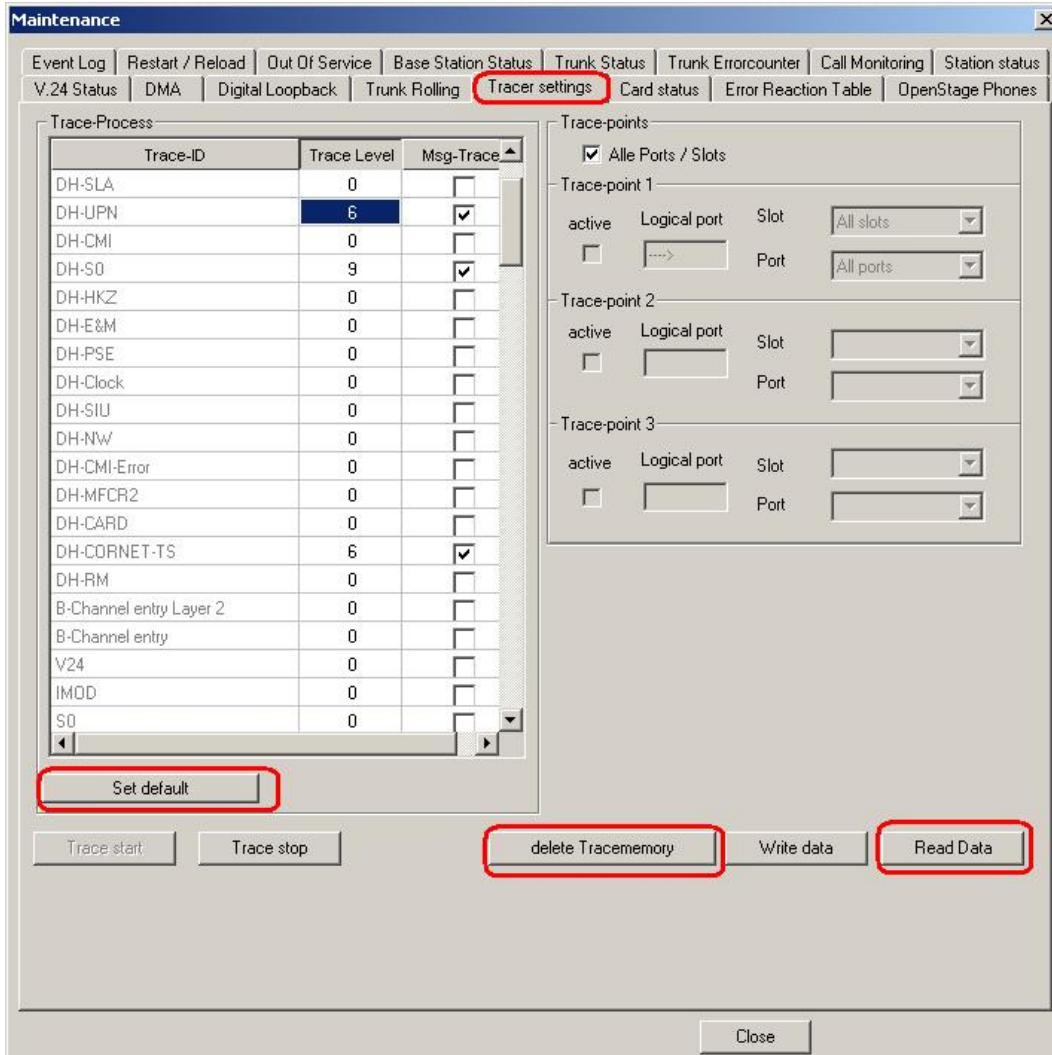 Maintenance
Event Log Restart / Reload Out Of Service Base Station Status Trunk Status Trunk Errorcounter Call Monitoring Station status
V.24 Status DMA Digital Loopback Trunk Rolling Tracer settings Card status Error Reaction Table OpenStage Phones
Trace-Process
Trace-ID Trace Level Msg-Trace
DH-SLA 0
DH-UPN 6
DH-CMI 0
DH-S0 9
DH-HKZ 0
DH-E&M 0
DH-PSE 0
DH-Clock 0
DH-SIU 0
DH-NW 0
DH-CMI-Error 0
DH-MFCR2 0
DH-CARD 0
DH-CORNET-TS 6
DH-RM 0
B-Channel entry Layer 2 0
B-Channel entry 0
V24 0
IMOD 0
S0 0
Set default
Trace-points
Alle Ports / Slots
Trace-point 1
active Logical port Slot All slots
----> Port All ports
Trace-point 2
active Logical port Slot
Port
Trace-point 3
active Logical port Slot
Port
Trace start Trace stop delete Tracememory Write data Read Data
Close